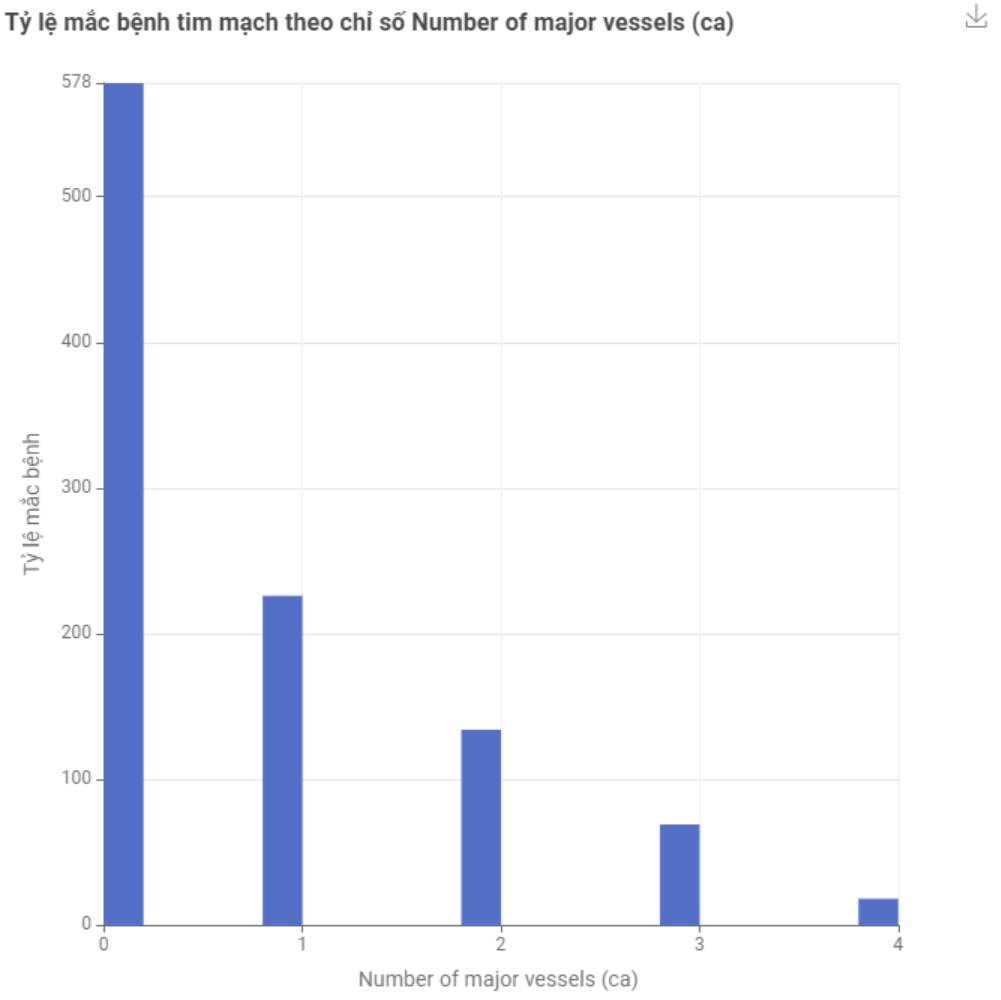 Tỷ lệ mắc bệnh tim mạch theo chỉ số Number of major vessels (ca)
578
500
400
300
200
100
0
Tỷ lệ mắc bệnh
0 1 2 3 4
Number of major vessels (ca)